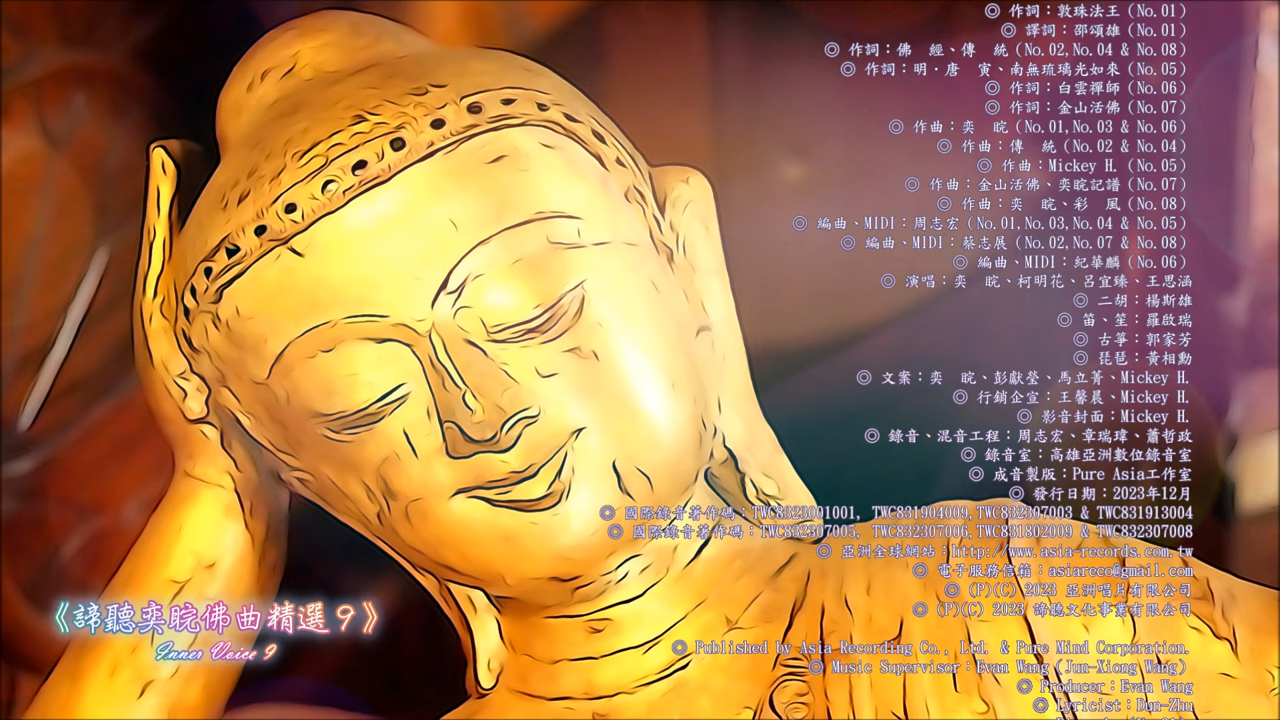 ◎ 作詞：敦珠法王 (No.01)
◎ 譯詞：邵頌雄 (No.01)
◎ 作詞：佛　經、傳　統 (No.02,No.04 & No.08)
◎ 作詞：明．唐　寅、南無琉璃光如來 (No.05)
◎ 作詞：白雲禪師 (No.06)
◎ 作詞：金山活佛 (No.07)
◎ 作曲：奕　睆 (No.01,No.03 & No.06)
◎ 作曲：傳　統 (No.02 & No.04)
◎ 作曲：Mickey H. (No.05)
◎ 作曲：金山活佛、奕睆記譜 (No.07)
◎ 作曲：奕　睆、彩　風 (No.08)
◎ 編曲、MIDI：周志宏 (No.01,No.03,No.04 & No.05)
◎ 編曲、MIDI：蔡志展 (No.02,No.07 & No.08)
◎ 編曲、MIDI：紀華麟 (No.06)
◎ 演唱：奕　睆、柯明花、呂宜臻、王思涵
◎ 二胡：楊斯雄
◎ 笛、笙：羅啟瑞
◎ 古箏：郭家芳
◎ 琵琶：黃相勳
◎ 文案：奕　睆、彭獻瑩、馬立菁、Mickey H.
◎ 行銷企宣：王馨晨、Mickey H.
◎ 影音封面：Mickey H.
◎ 錄音、混音工程：周志宏、章瑞瑋、蕭哲政
◎ 錄音室：高雄亞洲數位錄音室
◎ 成音製版：Pure Asia工作室
◎ 發行日期：2023年12月
◎ 國際錄音著作碼：TWC8323001001, TWC831904009,TWC832307003 & TWC831913004
◎ 國際錄音著作碼：TWC832307005, TWC832307006,TWC831802009 & TWC832307008
◎ 亞洲全球網站：http://www.asia-records.com.tw
◎ 電子服務信箱：asiareco@gmail.com
◎ (P)(C) 2023 亞洲唱片有限公司
◎ (P)(C) 2023 諦聽文化事業有限公司
◎ Published by Asia Recording Co., Ltd. & Pure Mind Corporation.
◎ Music Supervisor：Evan Wang (Jun-Xiong Wang)
◎ Producer：Evan Wang
◎ Lyricist：Dun-Zhu
《諦聽奕睆佛曲精選９》
Inner Voice 9